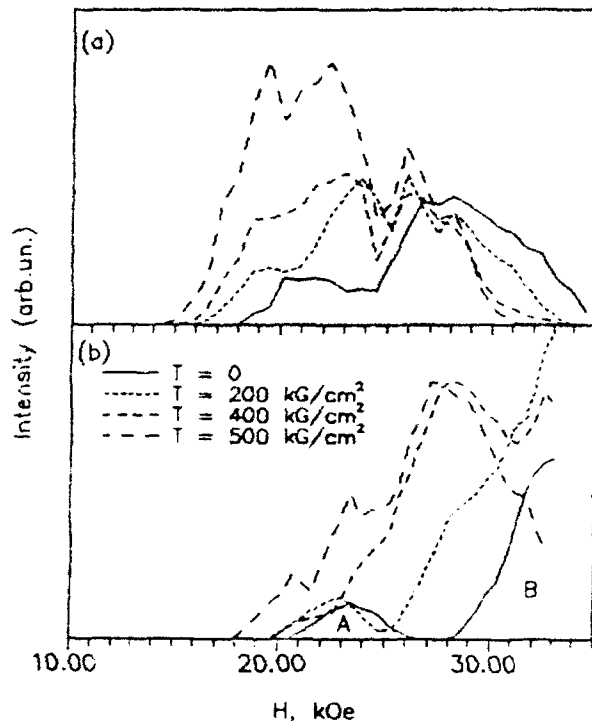 (a)
Intensity (arb.un.)
(b)
T = 0
T = 200 kG/cm²
T = 400 kG/cm²
T = 500 kG/cm²
A
B
10.00 20.00 30.00
H, kOe